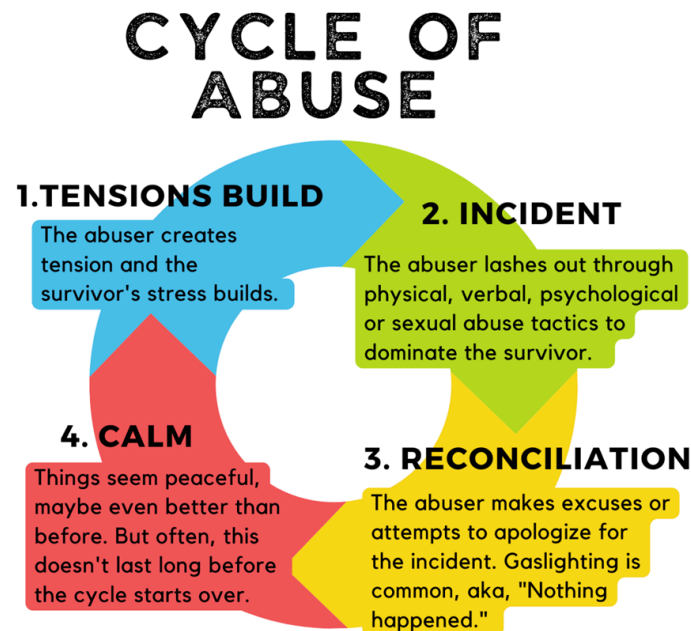 CYCLE OF
ABUSE
1.TENSIONS BUILD
The abuser creates
tension and the
survivor's stress builds.
2. INCIDENT
The abuser lashes out through
physical, verbal, psychological
or sexual abuse tactics to
dominate the survivor.
3. RECONCILIATION
The abuser makes excuses or
attempts to apologize for
the incident. Gaslighting is
common, aka, "Nothing
happened."
4. CALM
Things seem peaceful,
maybe even better than
before. But often, this
doesn't last long before
the cycle starts over.